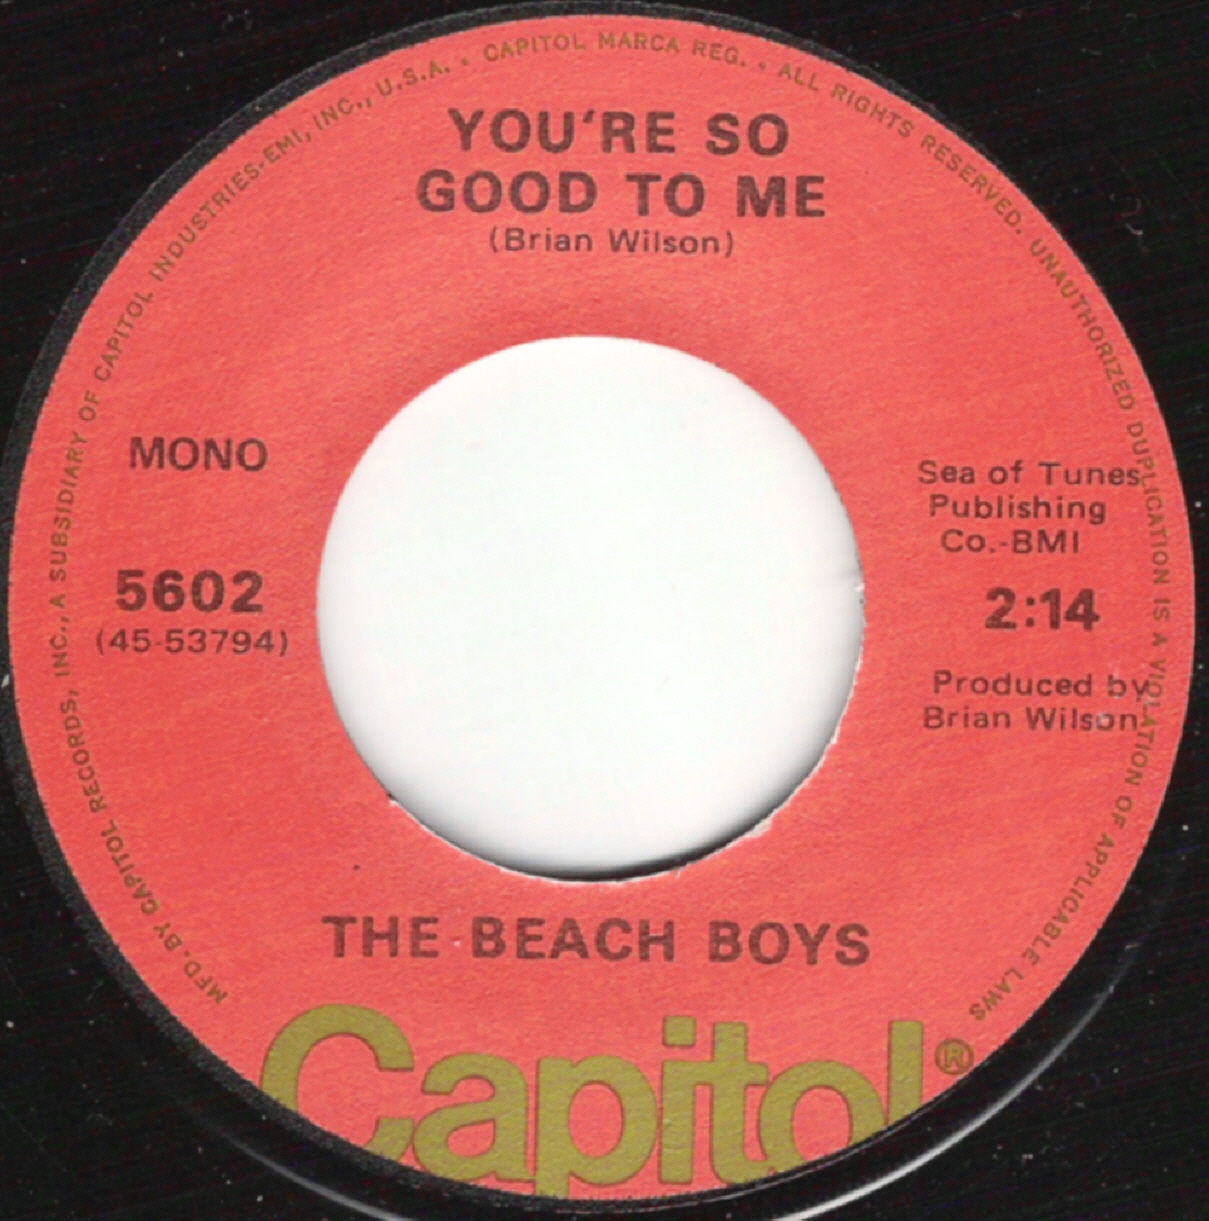 MFD. BY CAPITOL RECORDS, INC., A SUBSIDIARY OF CAPITOL INDUSTRIES-EMI, INC., U.S.A. • CAPITOL MARCA REG. • ALL RIGHTS RESERVED. UNAUTHORIZED DUPLICATION IS A VIOLATION OF APPLICABLE LAWS
YOU'RE SO
GOOD TO ME
(Brian Wilson)
MONO
5602
(45-53794)
Sea of Tunes
Publishing
Co.-BMI
2:14
Produced by
Brian Wilson
THE BEACH BOYS
Capitol®